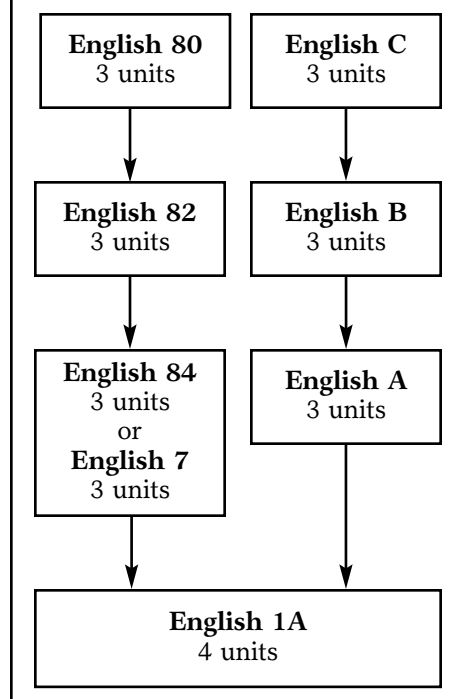 English 80
3 units
English C
3 units
English 82
3 units
English B
3 units
English 84
3 units
or
English 7
3 units
English A
3 units
English 1A
4 units